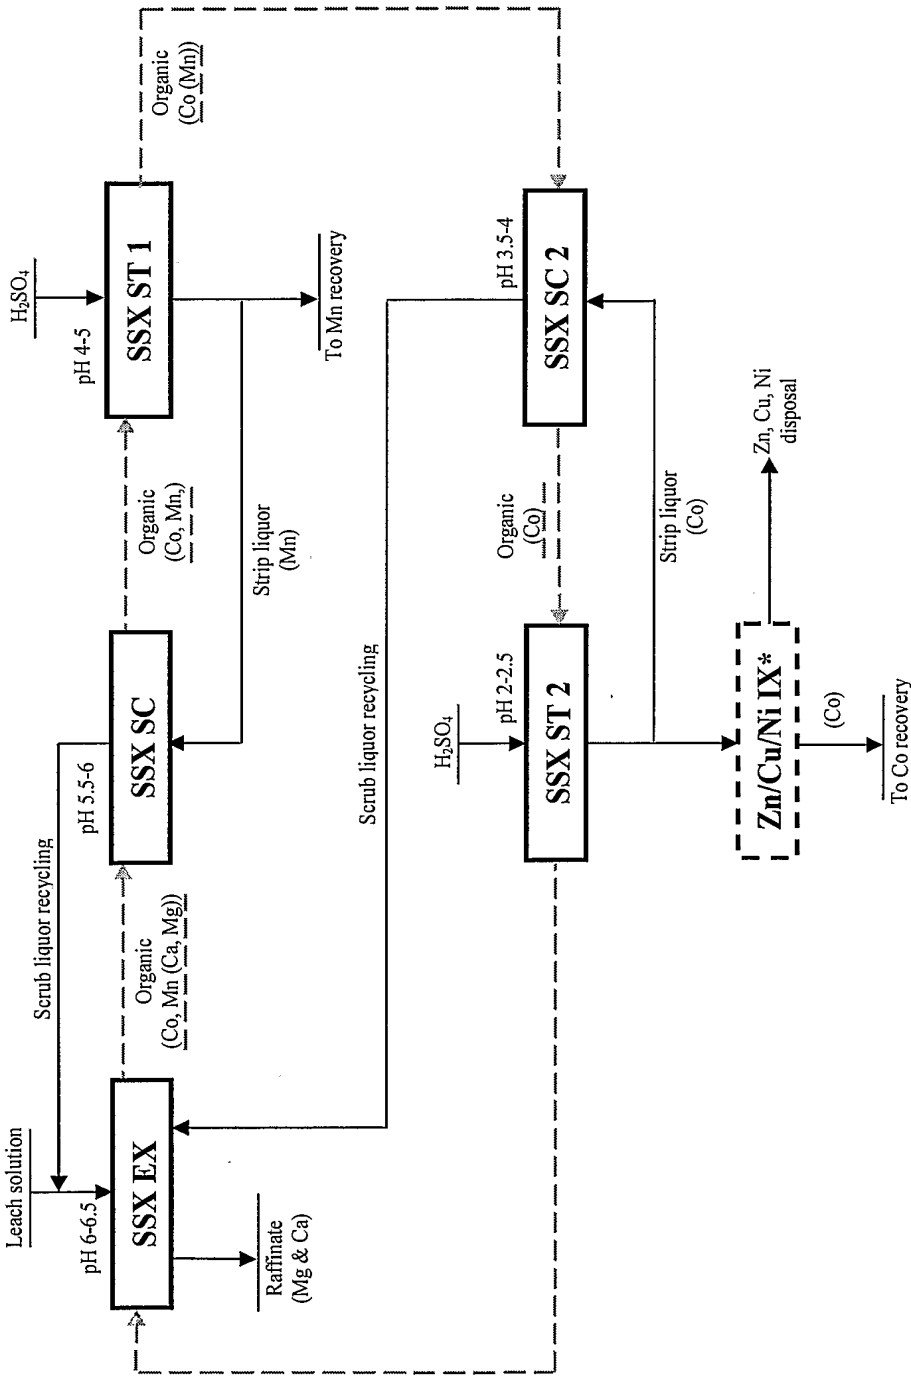 Leach solution
Scrub liquor recycling
H₂SO₄
pH 6-6.5
pH 5.5-6
pH 4-5
SSX EX
SSX SC
SSX ST 1
Organic
(Co, Mn (Ca, Mg))
Organic
(Co, Mn,)
Organic
(Co (Mn))
Raffinate
(Mg & Ca)
Strip liquor
(Mn)
To Mn recovery
Scrub liquor recycling
H₂SO₄
pH 2-2.5
pH 3.5-4
SSX ST 2
Organic
(Co)
SSX SC 2
Strip liquor
(Co)
Zn/Cu/Ni IX*
Zn, Cu, Ni
disposal
(Co)
To Co recovery